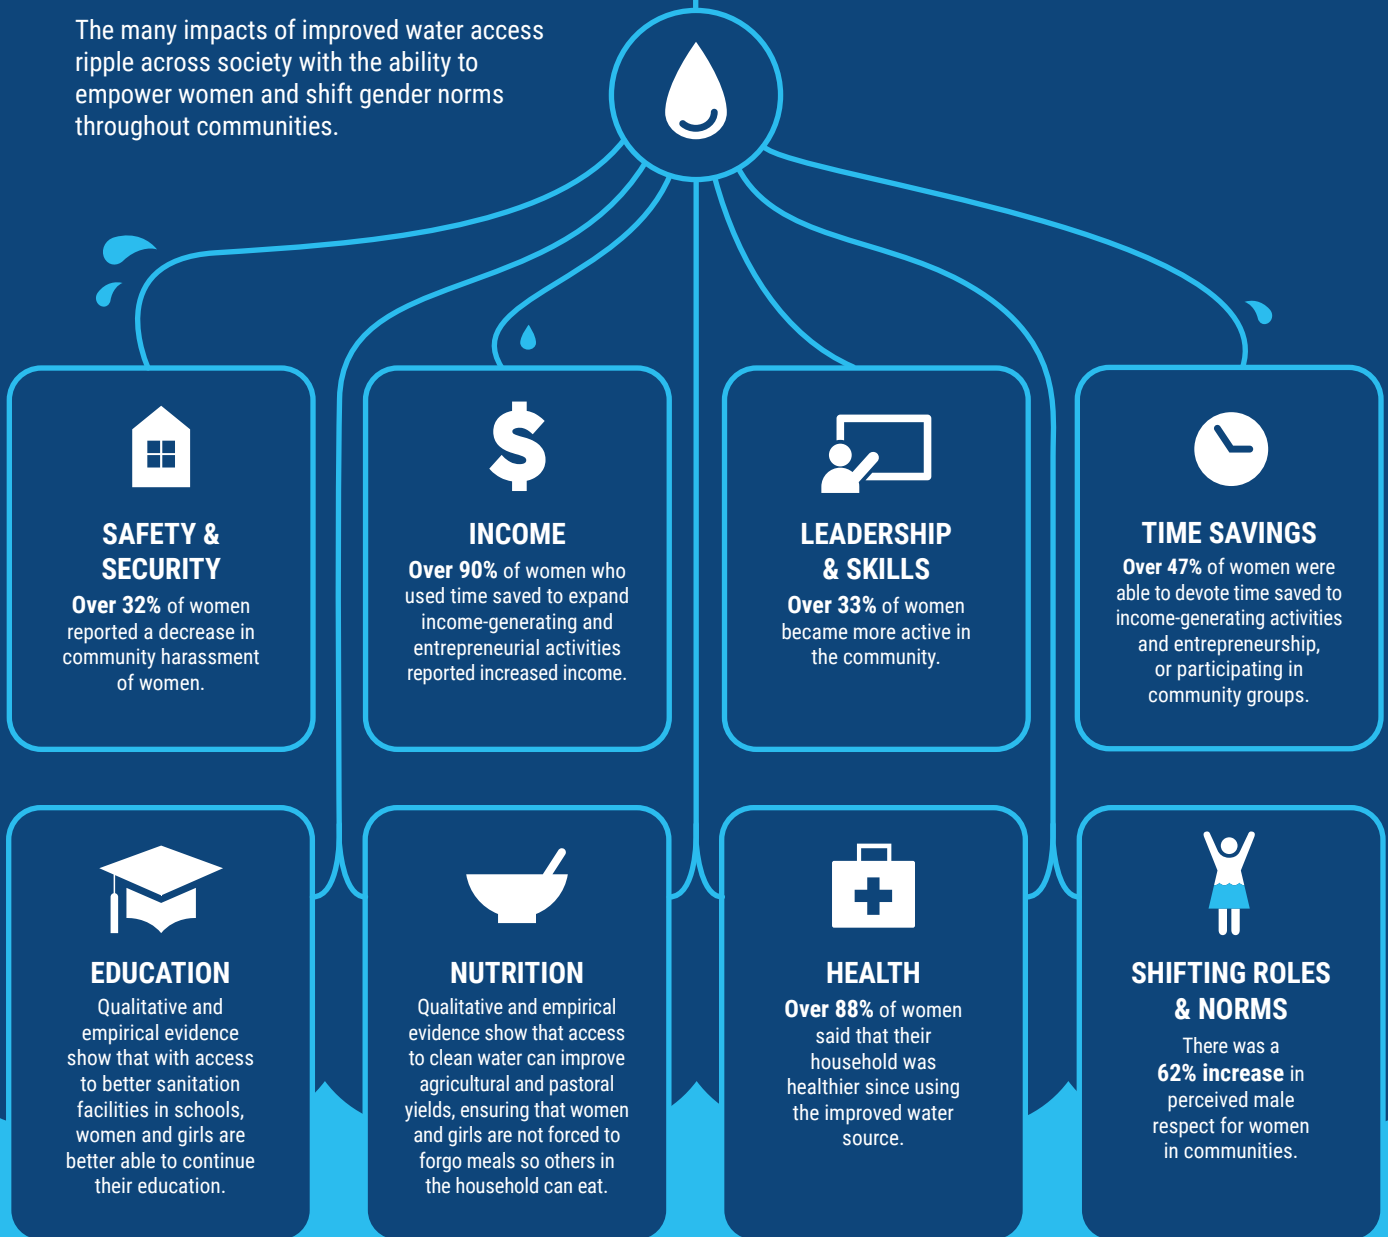 The many impacts of improved water access
ripple across society with the ability to
empower women and shift gender norms
throughout communities.
SAFETY &
SECURITY
Over 32% of women
reported a decrease in
community harassment
of women.
INCOME
Over 90% of women who
used time saved to expand
income-generating and
entrepreneurial activities
reported increased income.
LEADERSHIP
& SKILLS
Over 33% of women
became more active in
the community.
TIME SAVINGS
Over 47% of women were
able to devote time saved to
income-generating activities
and entrepreneurship,
or participating in
community groups.
EDUCATION
Qualitative and
empirical evidence
show that with access
to better sanitation
facilities in schools,
women and girls are
better able to continue
their education.
NUTRITION
Qualitative and empirical
evidence show that access
to clean water can improve
agricultural and pastoral
yields, ensuring that women
and girls are not forced to
forgo meals so others in
the household can eat.
HEALTH
Over 88% of women
said that their
household was
healthier since using
the improved water
source.
SHIFTING ROLES
& NORMS
There was a
62% increase in
perceived male
respect for women
in communities.